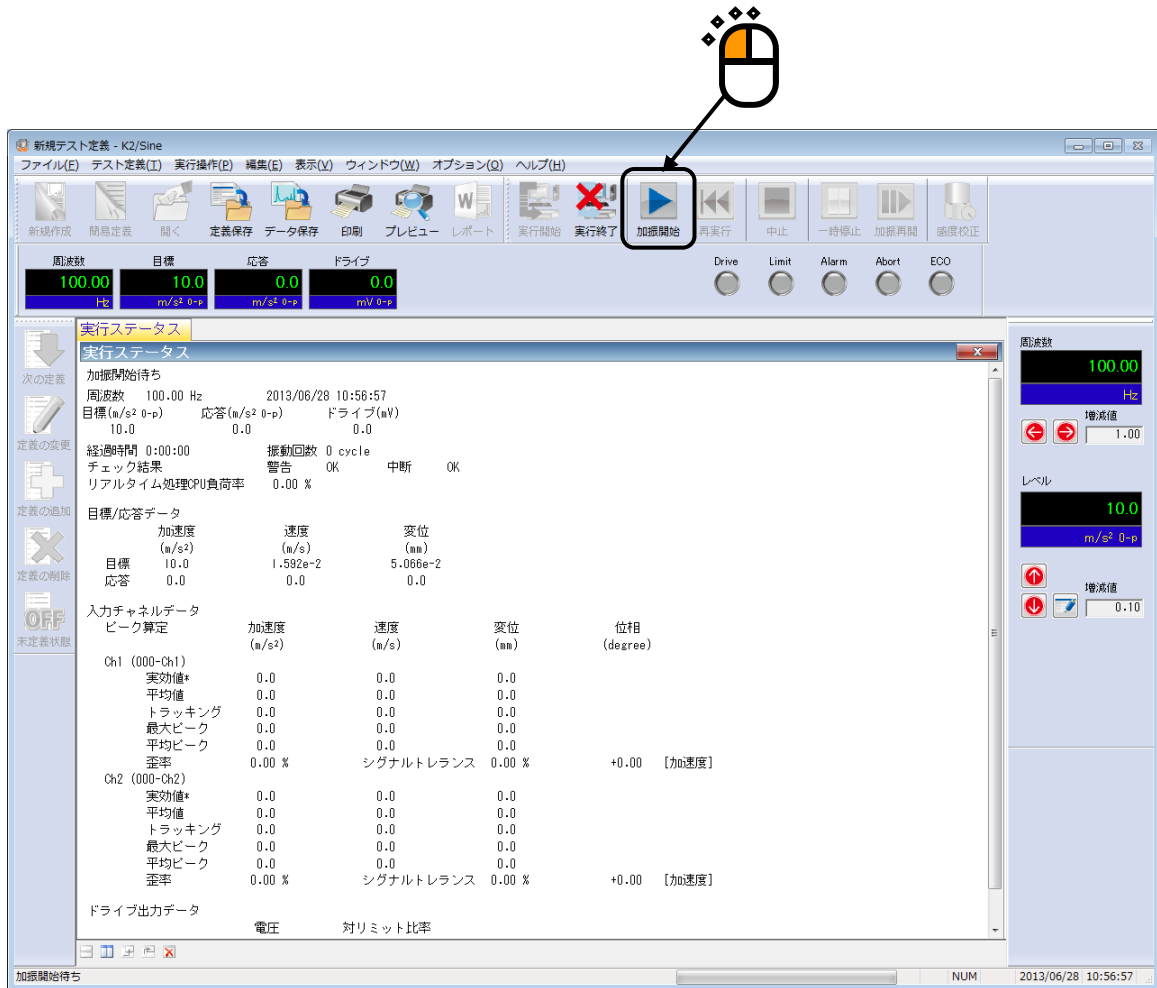 新規テスト定義 - K2/Sine
ファイル(F) テスト定義(T) 実行操作(P) 編集(E) 表示(V) ウィンドウ(W) オプション(O) ヘルプ(H)
新規作成 簡易定義 開く 定義保存 データ保存 印刷 プレビュー レポート 実行開始 実行終了 加振開始 再実行 中止 一時停止 加振再開 感度校正
周波数 目標 応答 ドライブ Drive Limit Alarm Abort ECO
100.00 10.0 0.0 0.0
Hz m/s² 0-p m/s² 0-p mV 0-p
次の定義
定義の変更
定義の追加
定義の削除
OFF
未定義状態
実行ステータス
実行ステータス
加振開始待ち
周波数 100.00 Hz 2013/06/28 10:56:57
目標(m/s² 0-p) 応答(m/s² 0-p) ドライブ(mV)
10.0 0.0 0.0
経過時間 0:00:00 振動回数 0 cycle
チェック結果 警告 OK 中断 OK
リアルタイム処理CPU負荷率 0.00 %
目標/応答データ
加速度 速度 変位
(m/s²) (m/s) (mm)
目標 10.0 1.592e-2 5.066e-2
応答 0.0 0.0 0.0
入力チャネルデータ
ピーク算定 加速度 速度 変位 位相
(m/s²) (m/s) (mm) (degree)
Ch1 (000-Ch1)
実効値* 0.0 0.0 0.0
平均値 0.0 0.0 0.0
トラッキング 0.0 0.0 0.0
最大ピーク 0.0 0.0 0.0
平均ピーク 0.0 0.0 0.0
歪率 0.00 % シグナルトレランス 0.00 % +0.00 [加速度]
Ch2 (000-Ch2)
実効値* 0.0 0.0 0.0
平均値 0.0 0.0 0.0
トラッキング 0.0 0.0 0.0
最大ピーク 0.0 0.0 0.0
平均ピーク 0.0 0.0 0.0
歪率 0.00 % シグナルトレランス 0.00 % +0.00 [加速度]
ドライブ出力データ
電圧 対リミット比率
周波数
100.00
Hz
増減値
1.00
レベル
10.0
m/s² 0-p
増減値
0.10
加振開始待ち NUM 2013/06/28 10:56:57